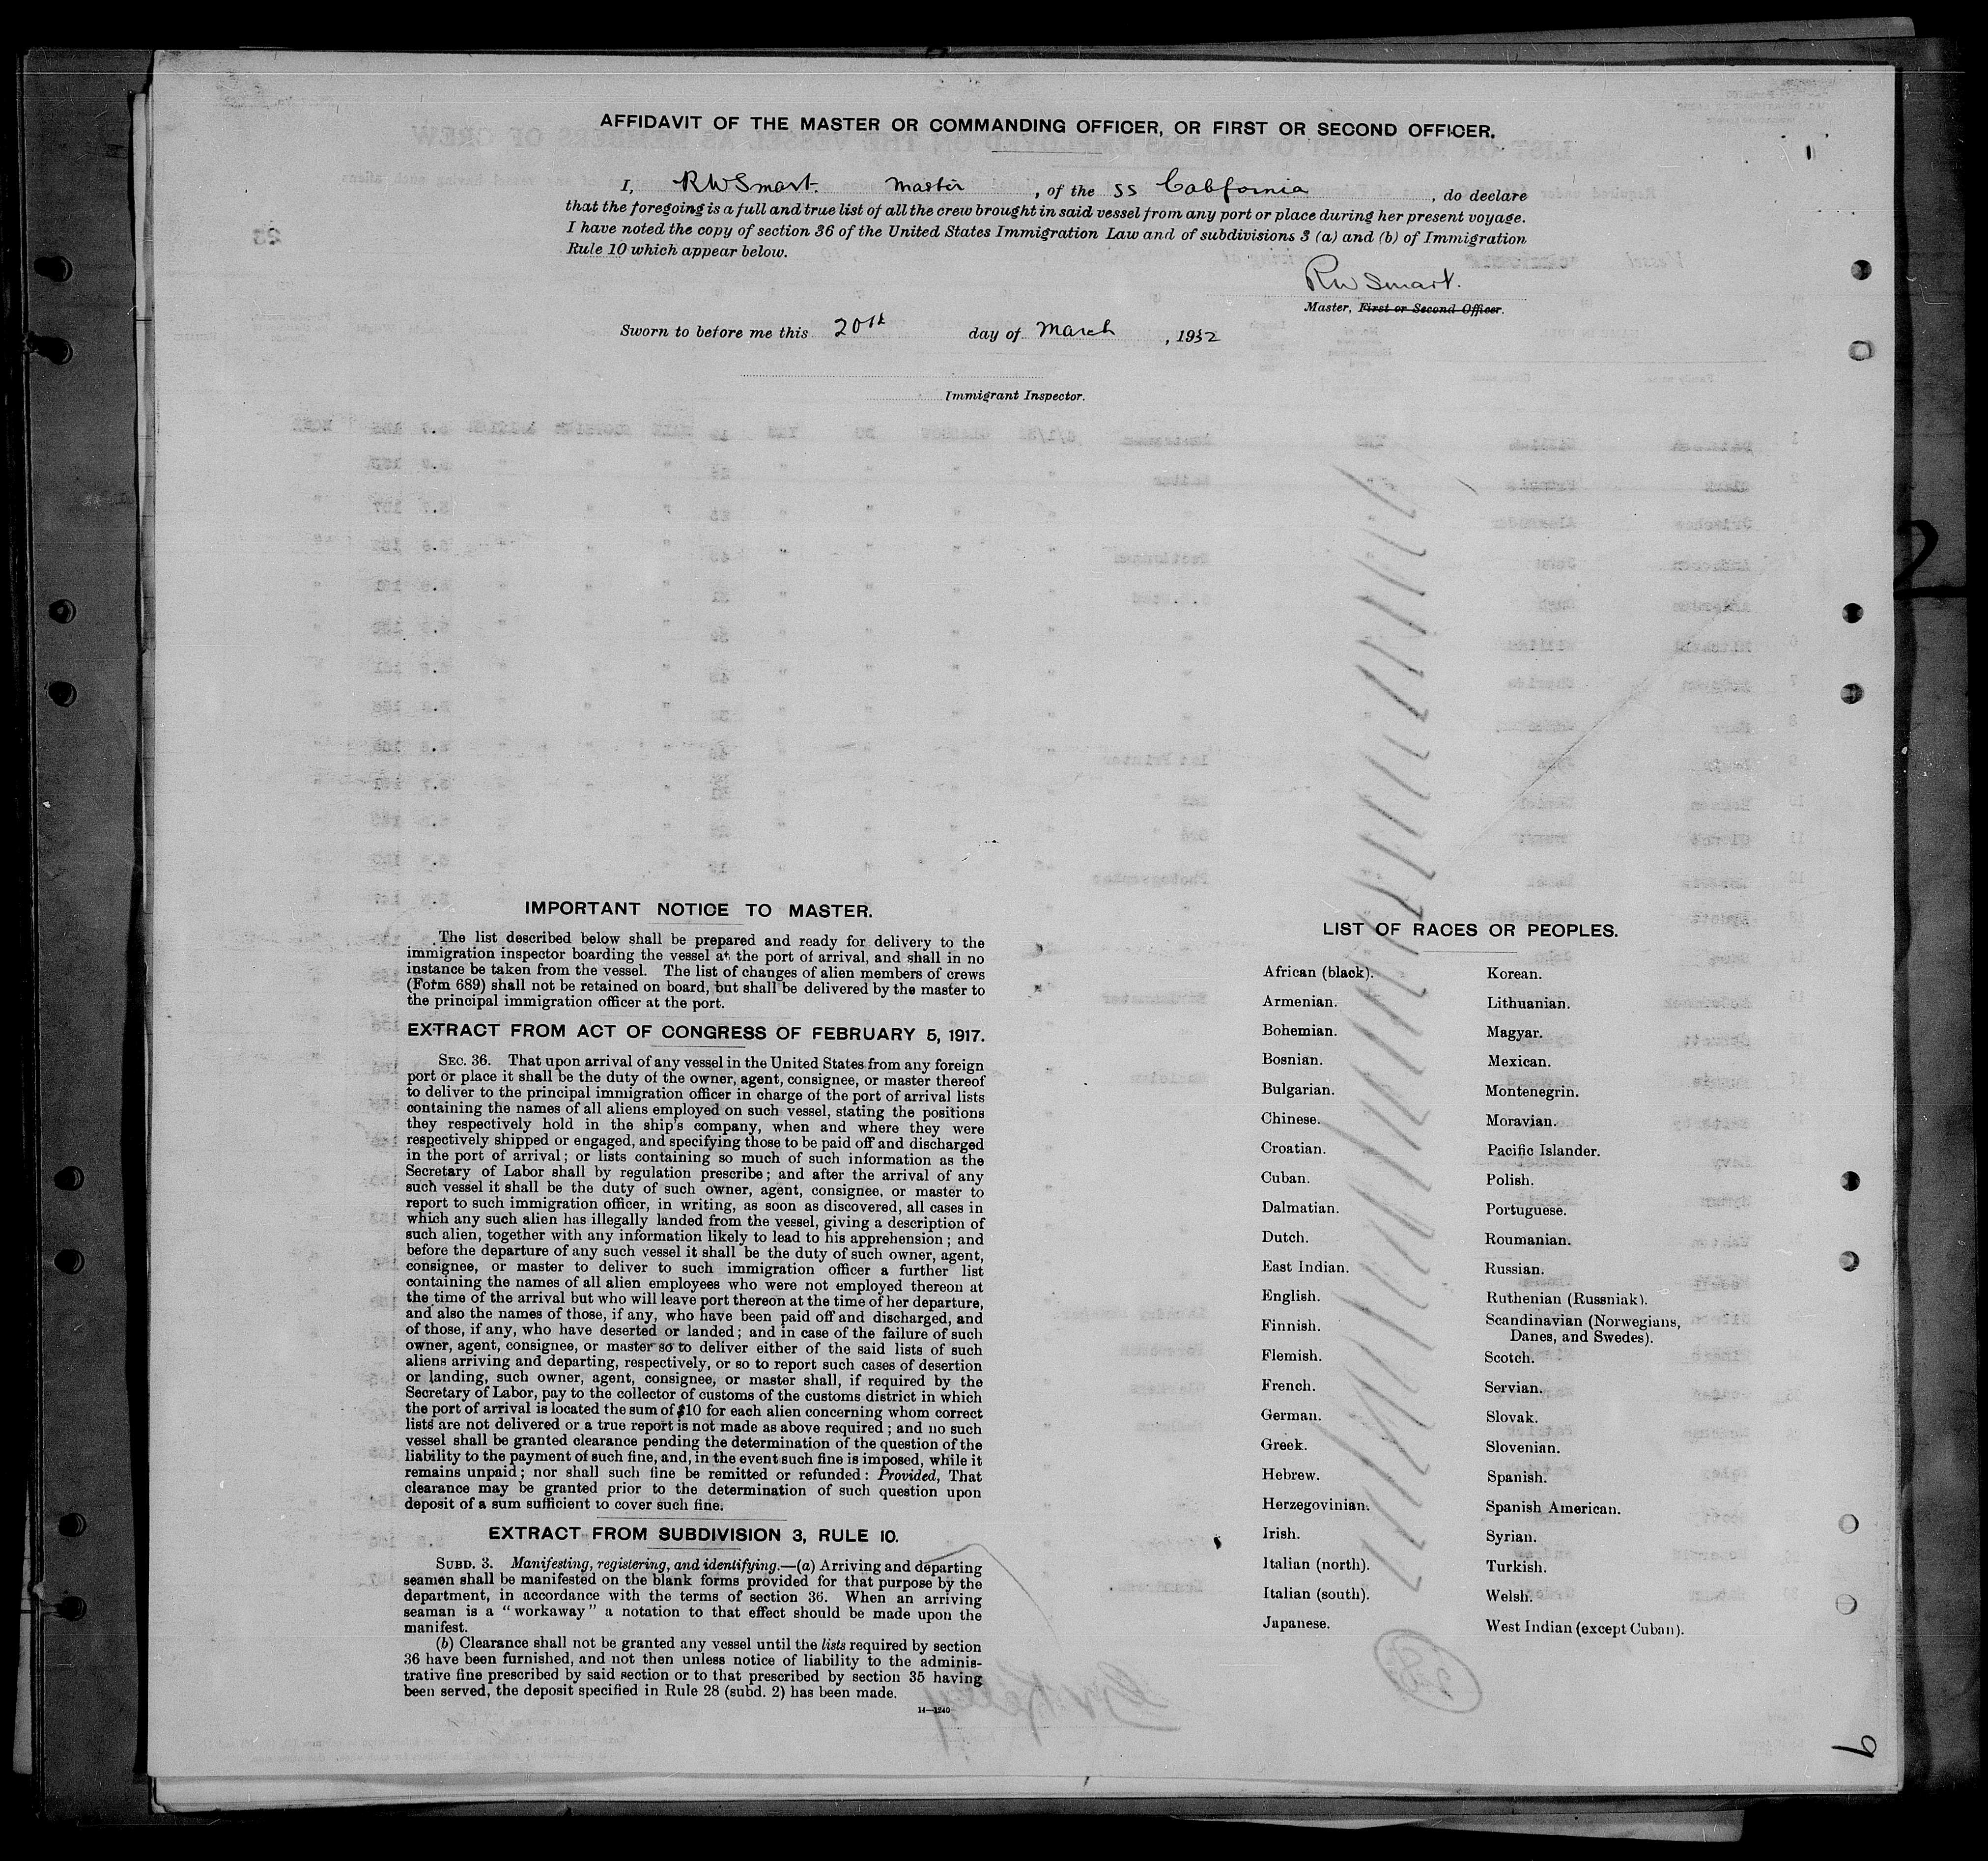 AFFIDAVIT OF THE MASTER OR COMMANDING OFFICER, OR FIRST OR SECOND OFFICER.
I, RW Smart. Master, of the SS California, do declare
that the foregoing is a full and true list of all the crew brought in said vessel from any port or place during her present voyage.
I have noted the copy of section 36 of the United States Immigration Law and of subdivisions 3 (a) and (b) of Immigration
Rule 10 which appear below.
RW Smart.
Master, First or Second Officer.
Sworn to before me this 20th day of March, 1932
Immigrant Inspector.
IMPORTANT NOTICE TO MASTER.
The list described below shall be prepared and ready for delivery to the
immigration inspector boarding the vessel at the port of arrival, and shall in no
instance be taken from the vessel. The list of changes of alien members of crews
(Form 689) shall not be retained on board, but shall be delivered by the master to
the principal immigration officer at the port.
EXTRACT FROM ACT OF CONGRESS OF FEBRUARY 5, 1917.
SEC. 36. That upon arrival of any vessel in the United States from any foreign
port or place it shall be the duty of the owner, agent, consignee, or master thereof
to deliver to the principal immigration officer in charge of the port of arrival lists
containing the names of all aliens employed on such vessel, stating the positions
they respectively hold in the ship's company, when and where they were
respectively shipped or engaged, and specifying those to be paid off and discharged
in the port of arrival; or lists containing so much of such information as the
Secretary of Labor shall by regulation prescribe; and after the arrival of any
such vessel it shall be the duty of such owner, agent, consignee, or master to
report to such immigration officer, in writing, as soon as discovered, all cases in
which any such alien has illegally landed from the vessel, giving a description of
such alien, together with any information likely to lead to his apprehension; and
before the departure of any such vessel it shall be the duty of such owner, agent,
consignee, or master to deliver to such immigration officer a further list
containing the names of all alien employees who were not employed thereon at
the time of the arrival but who will leave port thereon at the time of her departure,
and also the names of those, if any, who have been paid off and discharged, and
of those, if any, who have deserted or landed; and in case of the failure of such
owner, agent, consignee, or master so to deliver either of the said lists of such
aliens arriving and departing, respectively, or so to report such cases of desertion
or landing, such owner, agent, consignee, or master shall, if required by the
Secretary of Labor, pay to the collector of customs of the customs district in which
the port of arrival is located the sum of $10 for each alien concerning whom correct
lists are not delivered or a true report is not made as above required; and no such
vessel shall be granted clearance pending the determination of the question of the
liability to the payment of such fine, and, in the event such fine is imposed, while it
remains unpaid; nor shall such fine be remitted or refunded: Provided, That
clearance may be granted prior to the determination of such question upon
deposit of a sum sufficient to cover such fine.
EXTRACT FROM SUBDIVISION 3, RULE 10.
SUBD. 3. Manifesting, registering, and identifying.—(a) Arriving and departing
seamen shall be manifested on the blank forms provided for that purpose by the
department, in accordance with the terms of section 36. When an arriving
seaman is a "workaway" a notation to that effect should be made upon the
manifest.
(b) Clearance shall not be granted any vessel until the lists required by section
36 have been furnished, and not then unless notice of liability to the adminis-
trative fine prescribed by said section or to that prescribed by section 35 having
been served, the deposit specified in Rule 28 (subd. 2) has been made.
14—1240
LIST OF RACES OR PEOPLES.
African (black).
Armenian.
Bohemian.
Bosnian.
Bulgarian.
Chinese.
Croatian.
Cuban.
Dalmatian.
Dutch.
East Indian.
English.
Finnish.
Flemish.
French.
German.
Greek.
Hebrew.
Herzegovinian.
Irish.
Italian (north).
Italian (south).
Japanese.
Korean.
Lithuanian.
Magyar.
Mexican.
Montenegrin.
Moravian.
Pacific Islander.
Polish.
Portuguese.
Roumanian.
Russian.
Ruthenian (Russniak).
Scandinavian (Norwegians,
Danes, and Swedes).
Scotch.
Servian.
Slovak.
Slovenian.
Spanish.
Spanish American.
Syrian.
Turkish.
Welsh.
West Indian (except Cuban).